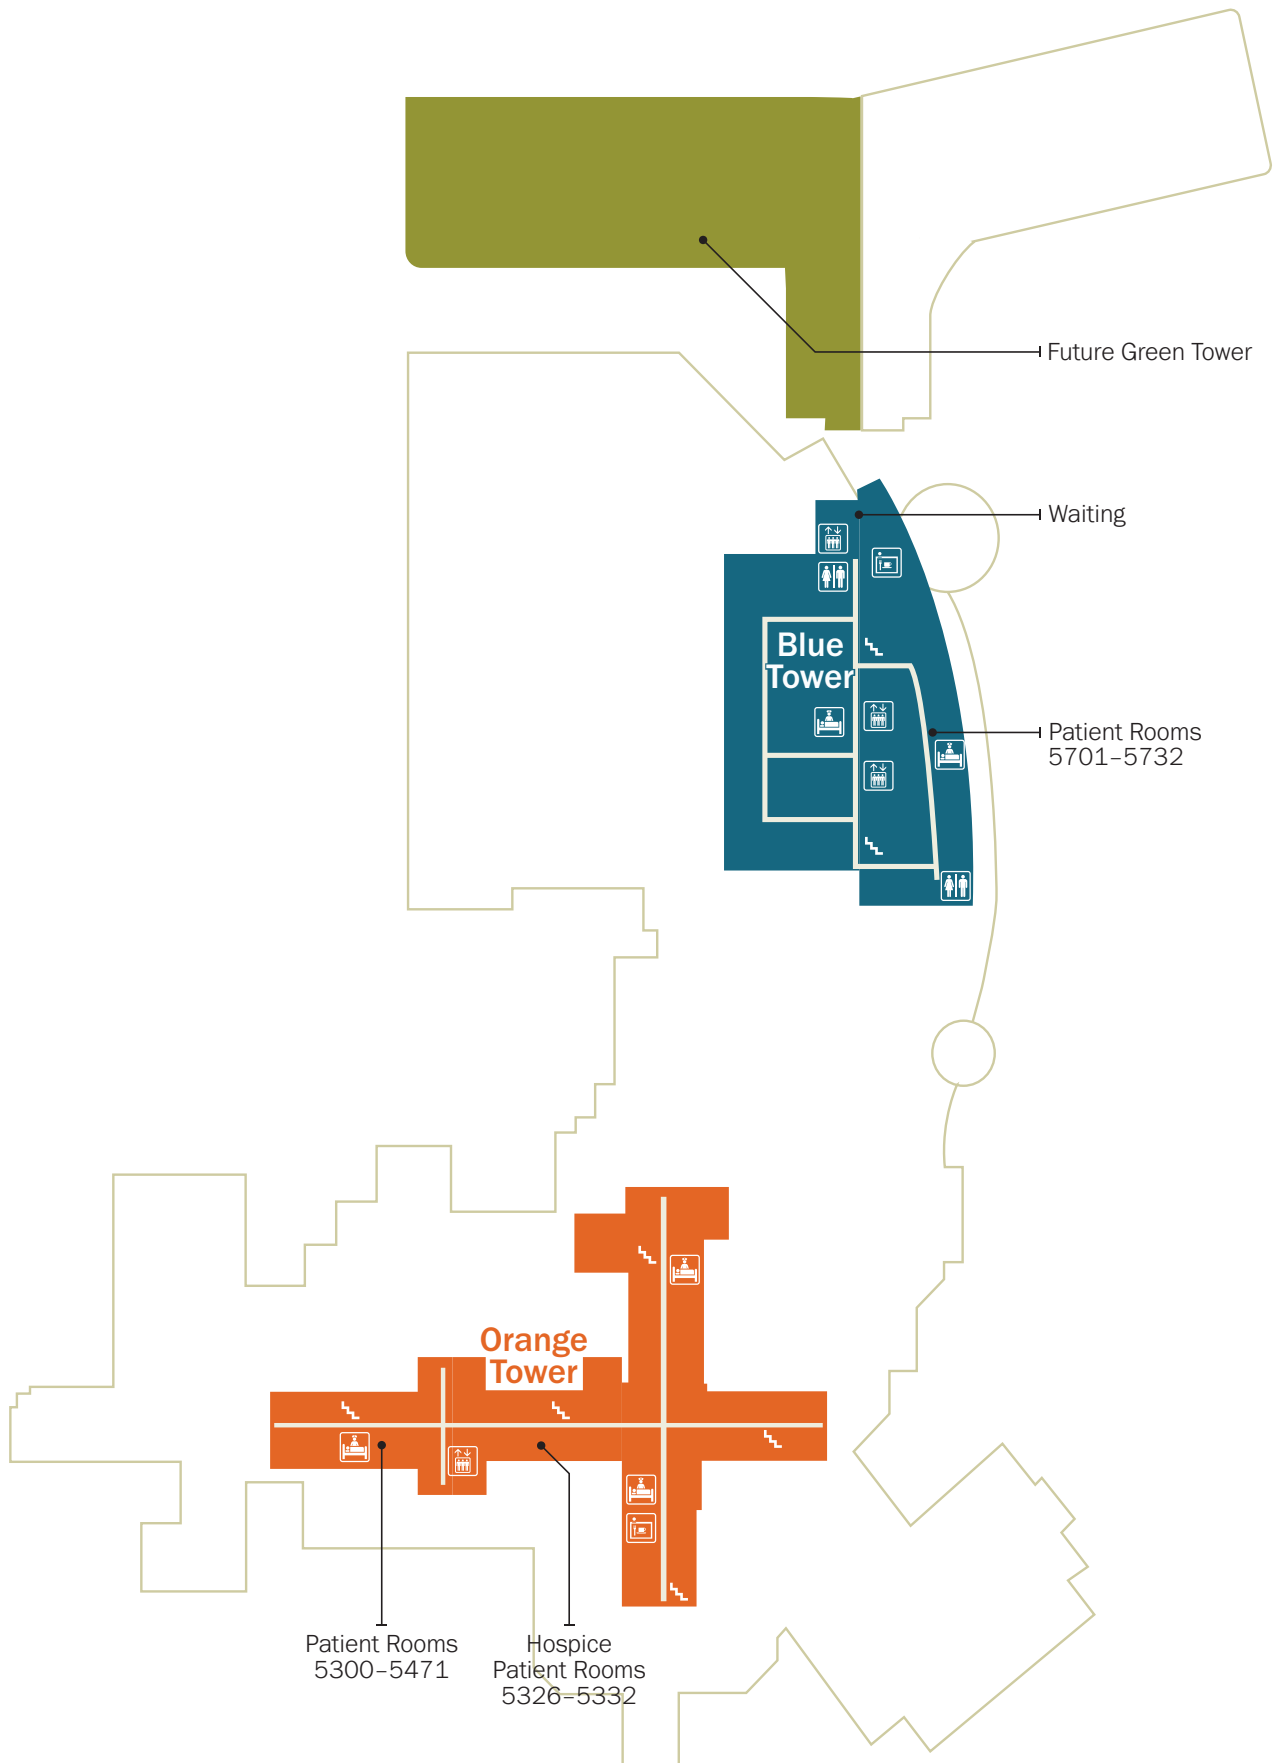 Future Green Tower
Waiting
Blue
Tower
Patient Rooms
5701–5732
Orange
Tower
Patient Rooms
5300–5471
Hospice
Patient Rooms
5326–5332